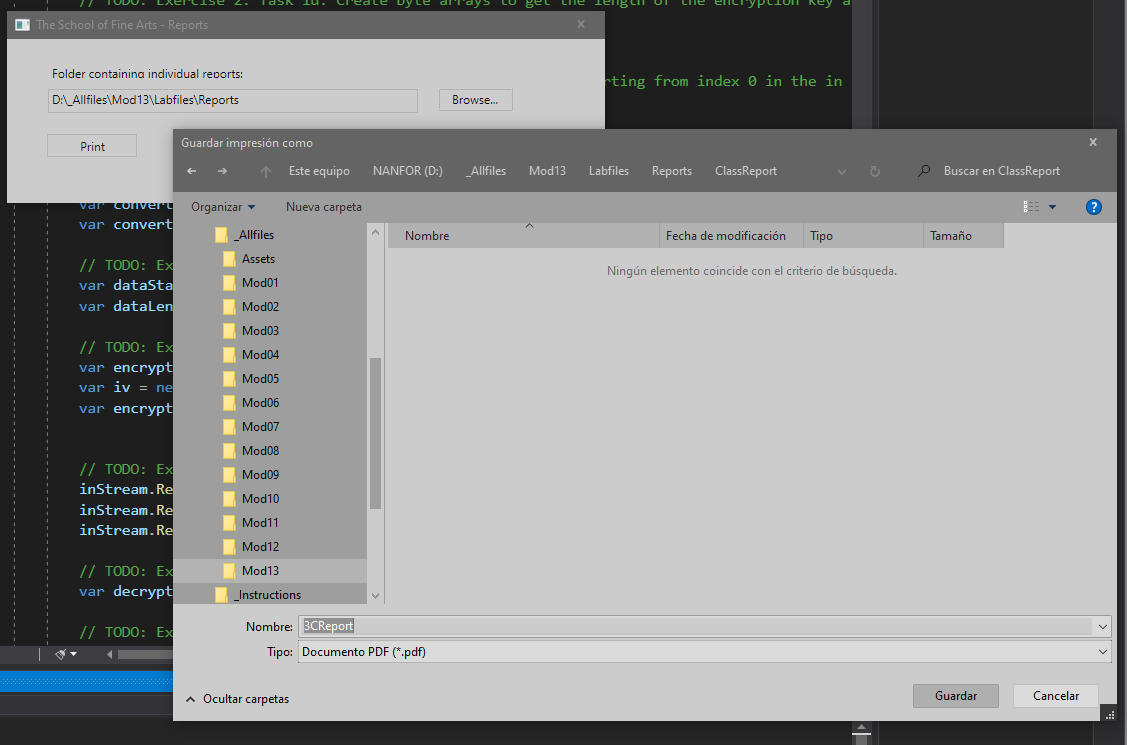 // TODO: Exercise 2: Task 1d: Create byte arrays to get the length of the encryption key a
The School of Fine Arts - Reports
Folder containing individual reports:
rting from index 0 in the in
D:\_Allfiles\Mod13\Labfiles\Reports
Browse...
Print
Guardar impresión como
Este equipo
NANFOR (D:)
_Allfiles
Mod13
Labfiles
Reports
ClassReport
Buscar en ClassReport
Organizar
Nueva carpeta
?
var convert
var convert
// TODO: Ex
var dataSta
var dataLen
// TODO: Ex
var encrypt
var iv = ne
var encrypt
// TODO: Ex
inStream.Re
inStream.Re
inStream.Re
// TODO: Ex
var decrypt
// TODO: Ex
_Allfiles
Assets
Mod01
Mod02
Mod03
Mod04
Mod05
Mod06
Mod07
Mod08
Mod09
Mod10
Mod11
Mod12
Mod13
_Instructions
Nombre
Fecha de modificación
Tipo
Tamaño
Ningún elemento coincide con el criterio de búsqueda.
Nombre:
3CReport
Tipo:
Documento PDF (*.pdf)
Ocultar carpetas
Guardar
Cancelar